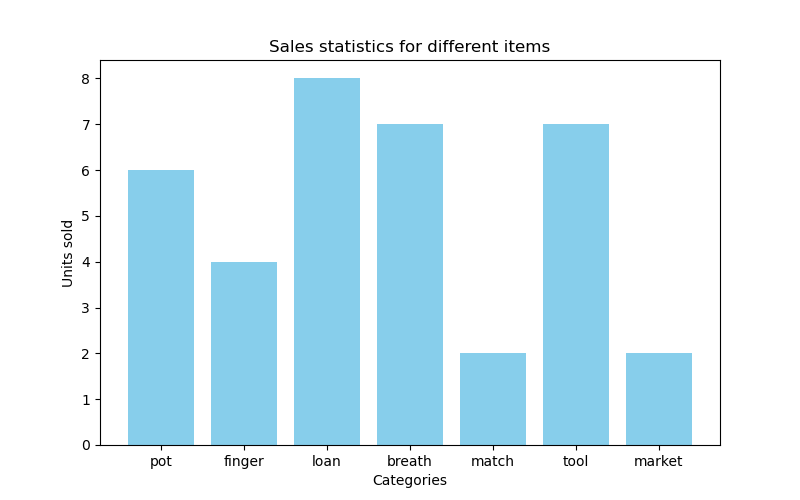 Sales statistics for different items
Units sold
8
7
6
5
4
3
2
1
0
pot finger loan breath match tool market
Categories